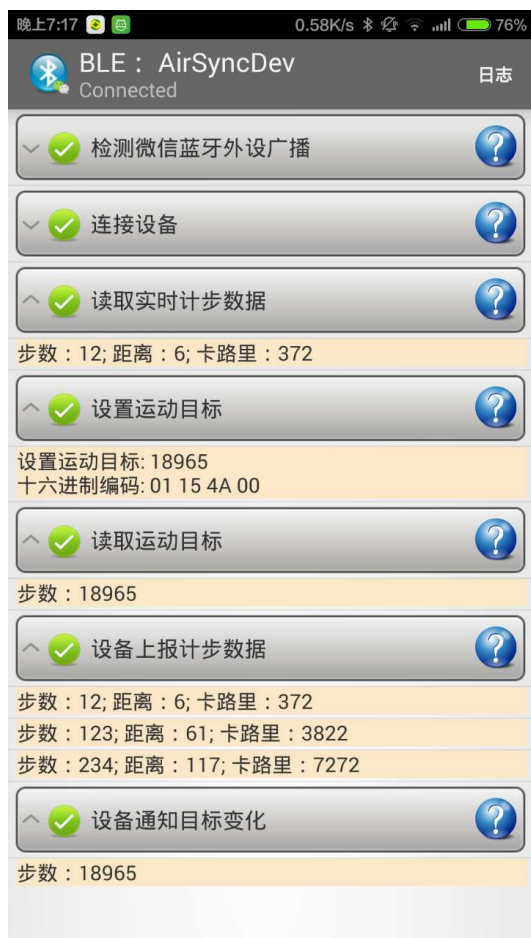 晚上7:17 0.58K/s 76%
BLE： AirSyncDev
Connected
日志
检测微信蓝牙外设广播
连接设备
读取实时计步数据
步数：12; 距离：6; 卡路里：372
设置运动目标
设置运动目标: 18965
十六进制编码: 01 15 4A 00
读取运动目标
步数：18965
设备上报计步数据
步数：12; 距离：6; 卡路里：372
步数：123; 距离：61; 卡路里：3822
步数：234; 距离：117; 卡路里：7272
设备通知目标变化
步数：18965